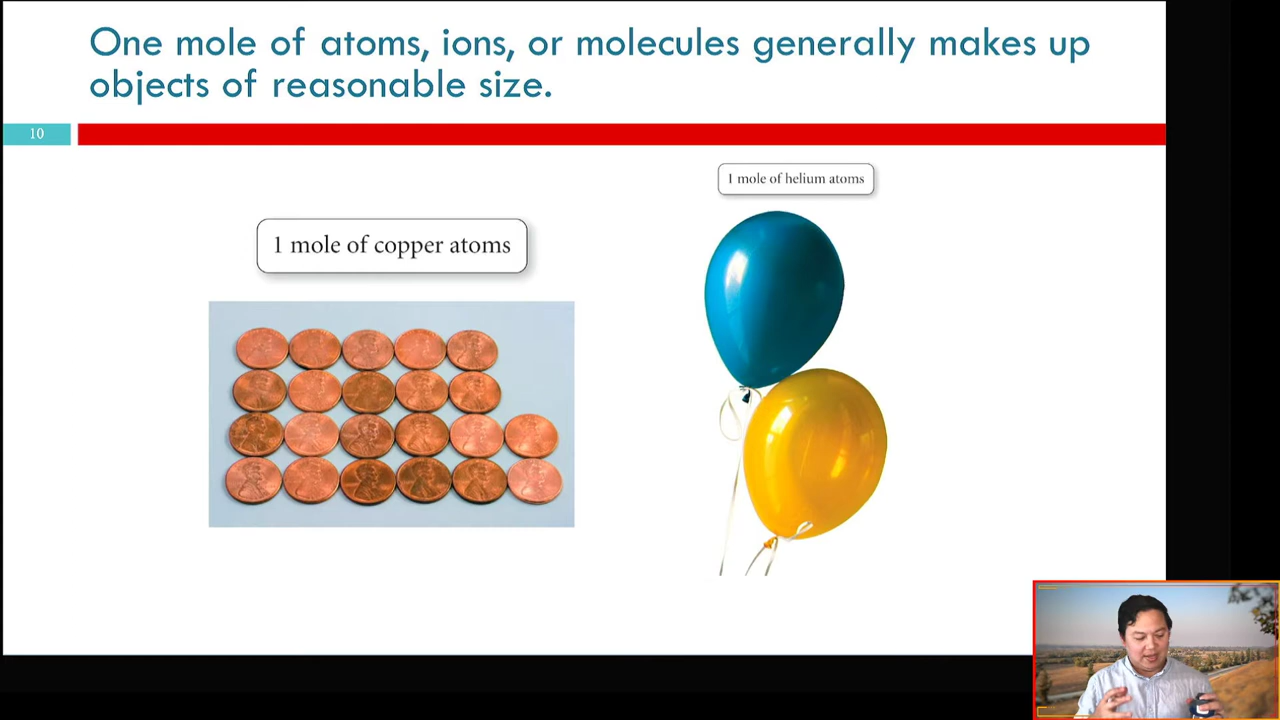 One mole of atoms, ions, or molecules generally makes up
objects of reasonable size.
10
1 mole of helium atoms
1 mole of copper atoms